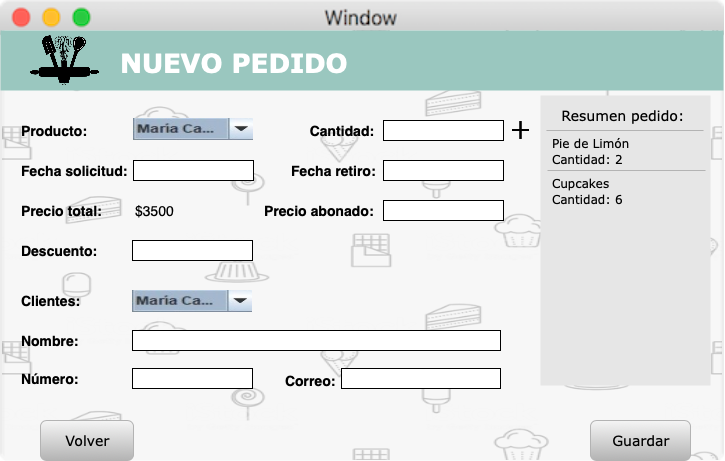 Window
NUEVO PEDIDO
Producto: Maria Ca... Cantidad: +
Fecha solicitud: Fecha retiro:
Precio total: $3500 Precio abonado:
Descuento:
Clientes: Maria Ca...
Nombre:
Número: Correo:
Resumen pedido:
Pie de Limón
Cantidad: 2
Cupcakes
Cantidad: 6
Volver Guardar